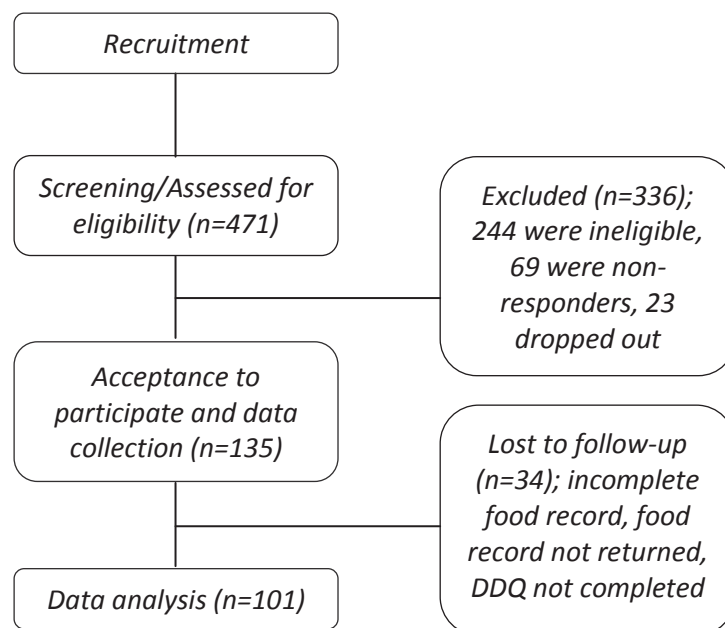 Recruitment
Screening/Assessed for
eligibility (n=471)
Excluded (n=336);
244 were ineligible,
69 were non-
responders, 23
dropped out
Acceptance to
participate and data
collection (n=135)
Lost to follow-up
(n=34); incomplete
food record, food
record not returned,
DDQ not completed
Data analysis (n=101)